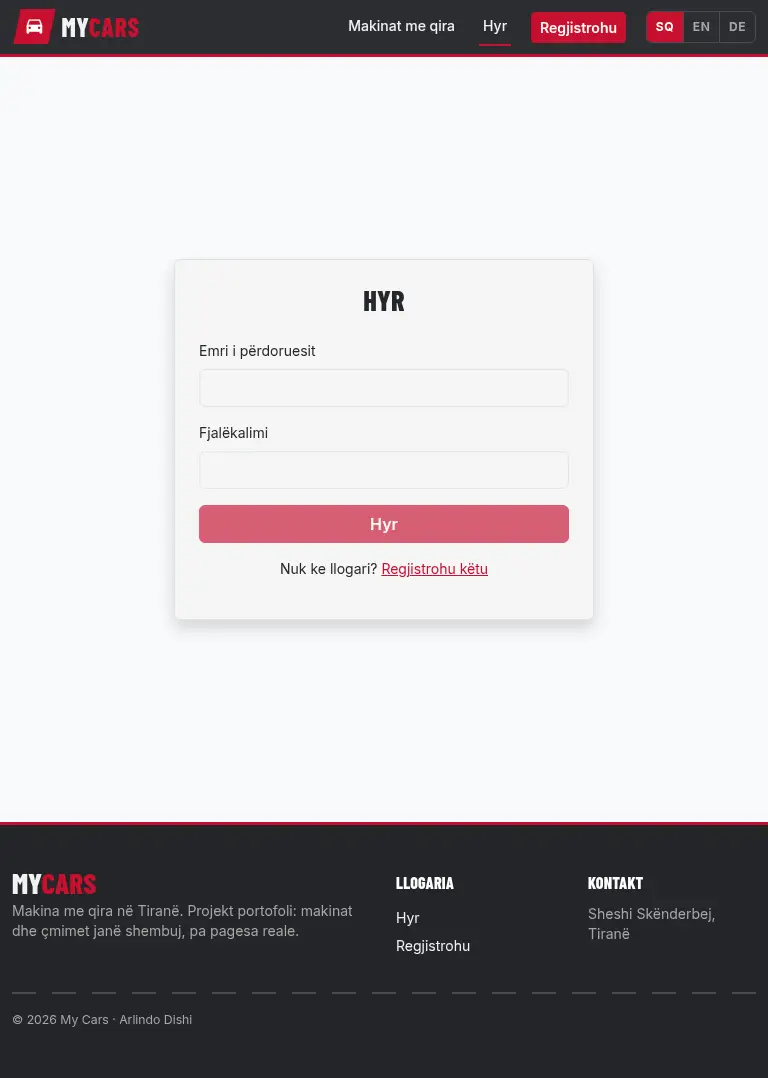 MYCARS
Makinat me qira
Hyr
Regjistrohu
SQ
EN
DE
HYR
Emri i përdoruesit
Fjalëkalimi
Hyr
Nuk ke llogari? Regjistrohu këtu
MYCARS
Makina me qira në Tiranë. Projekt portofoli: makinat
dhe çmimet janë shembuj, pa pagesa reale.
LLOGARIA
Hyr
Regjistrohu
KONTAKT
Sheshi Skënderbej,
Tiranë
© 2026 My Cars · Arlindo Dishi